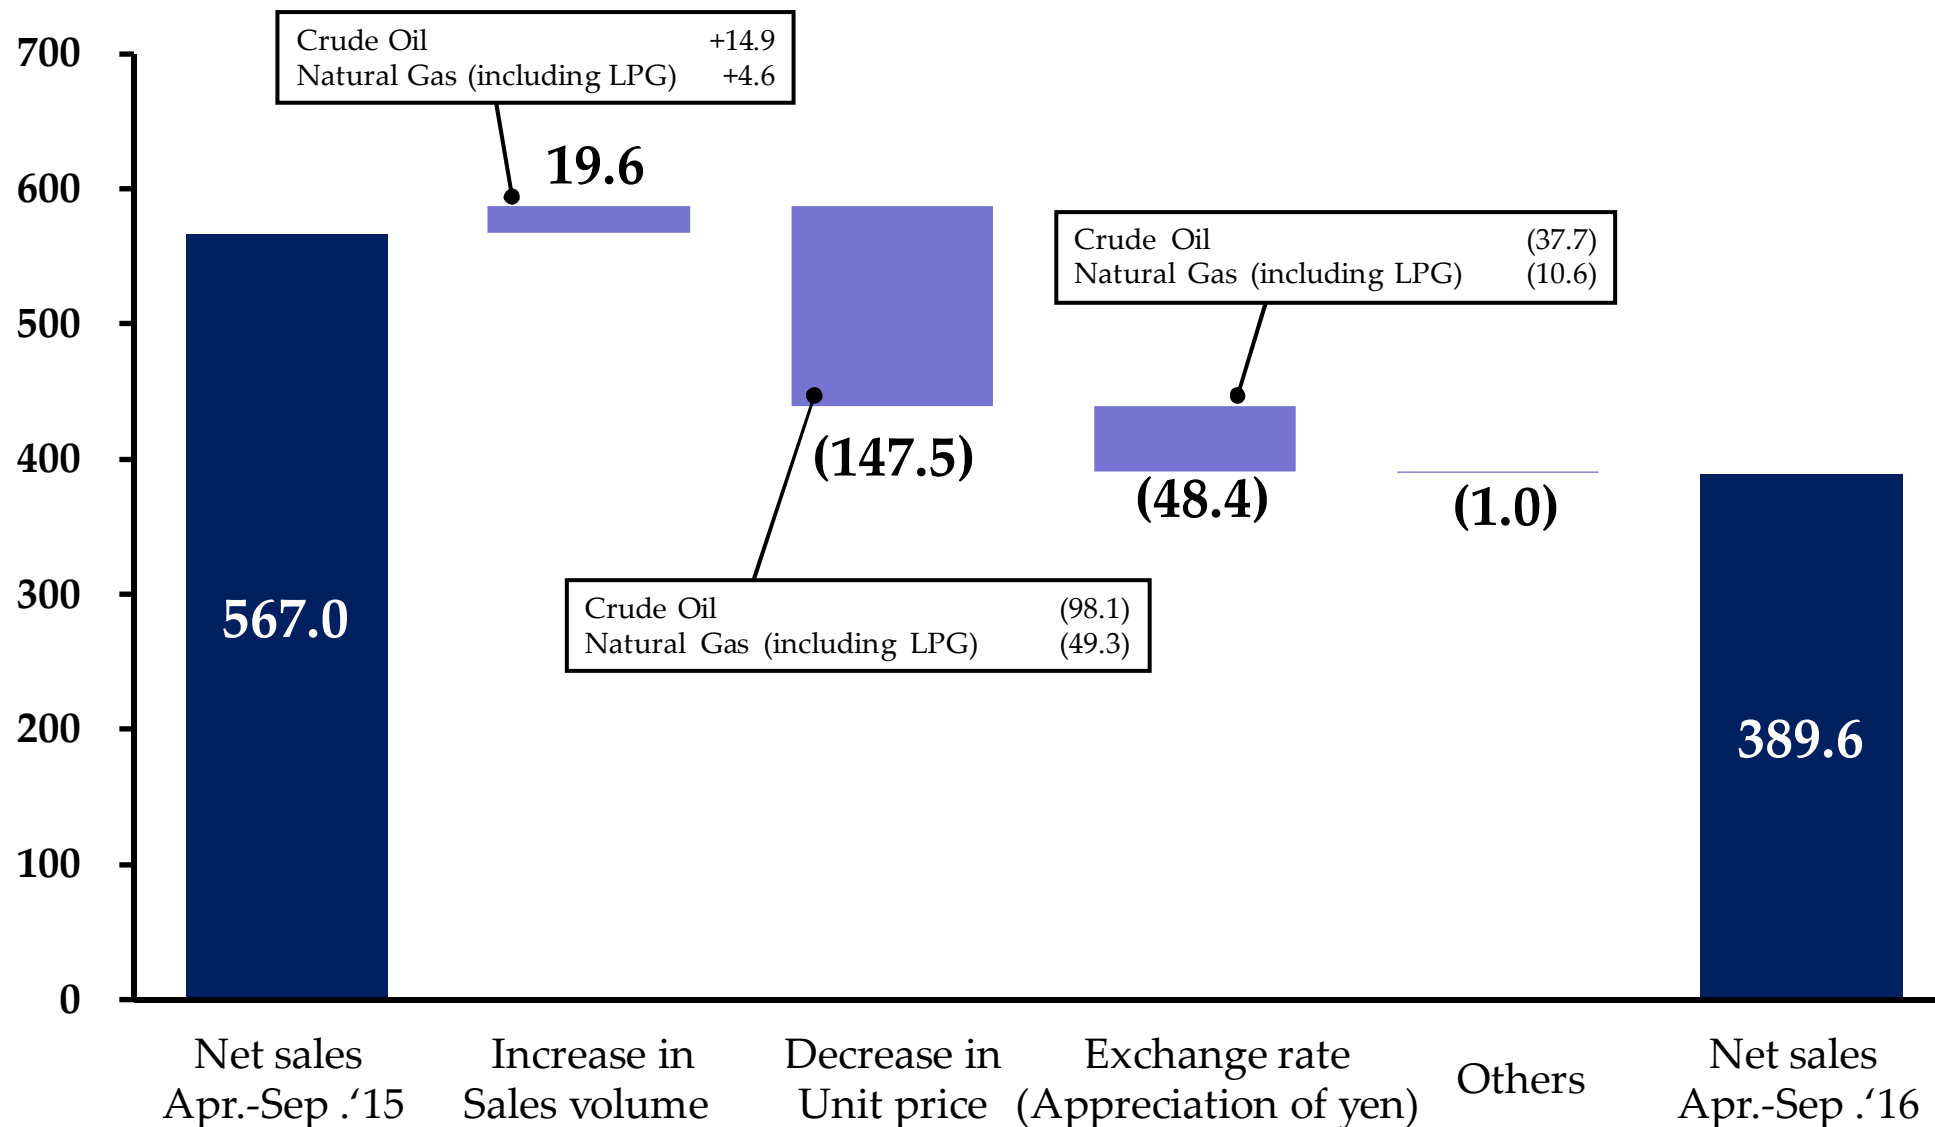 700
600
500
400
300
200
100
0
Crude Oil +14.9
Natural Gas (including LPG) +4.6
19.6
Crude Oil (37.7)
Natural Gas (including LPG) (10.6)
(147.5)
(48.4)
(1.0)
Crude Oil (98.1)
Natural Gas (including LPG) (49.3)
567.0
389.6
Net sales
Apr.-Sep .‘15
Increase in
Sales volume
Decrease in
Unit price
Exchange rate
(Appreciation of yen)
Others
Net sales
Apr.-Sep .‘16